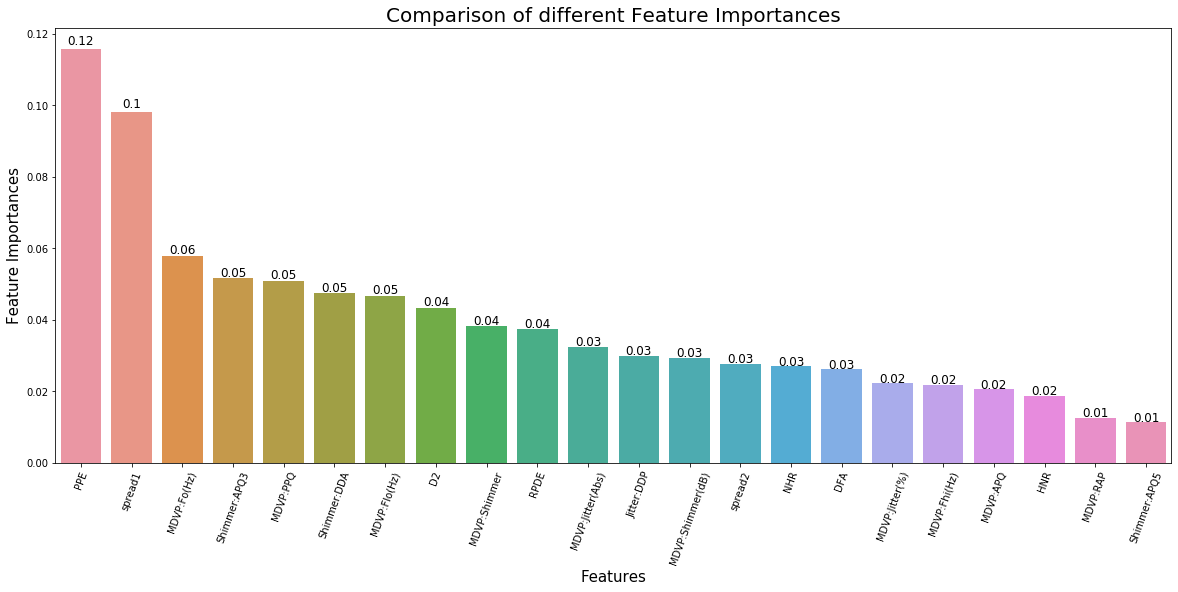 Comparison of different Feature Importances
Feature Importances
0.12
0.10
0.08
0.06
0.04
0.02
0.00
0.12
0.1
0.06
0.05
0.05
0.05
0.05
0.04
0.04
0.04
0.03
0.03
0.03
0.03
0.03
0.03
0.02
0.02
0.02
0.02
0.01
0.01
PPE
spread1
MDVP:Fo(Hz)
Shimmer:APQ3
MDVP:PPQ
Shimmer:DDA
MDVP:Flo(Hz)
D2
MDVP:Shimmer
RPDE
MDVP:Jitter(Abs)
Jitter:DDP
MDVP:Shimmer(dB)
spread2
NHR
DFA
MDVP:Jitter(%)
MDVP:Fhi(Hz)
MDVP:APQ
HNR
MDVP:RAP
Shimmer:APQ5
Features